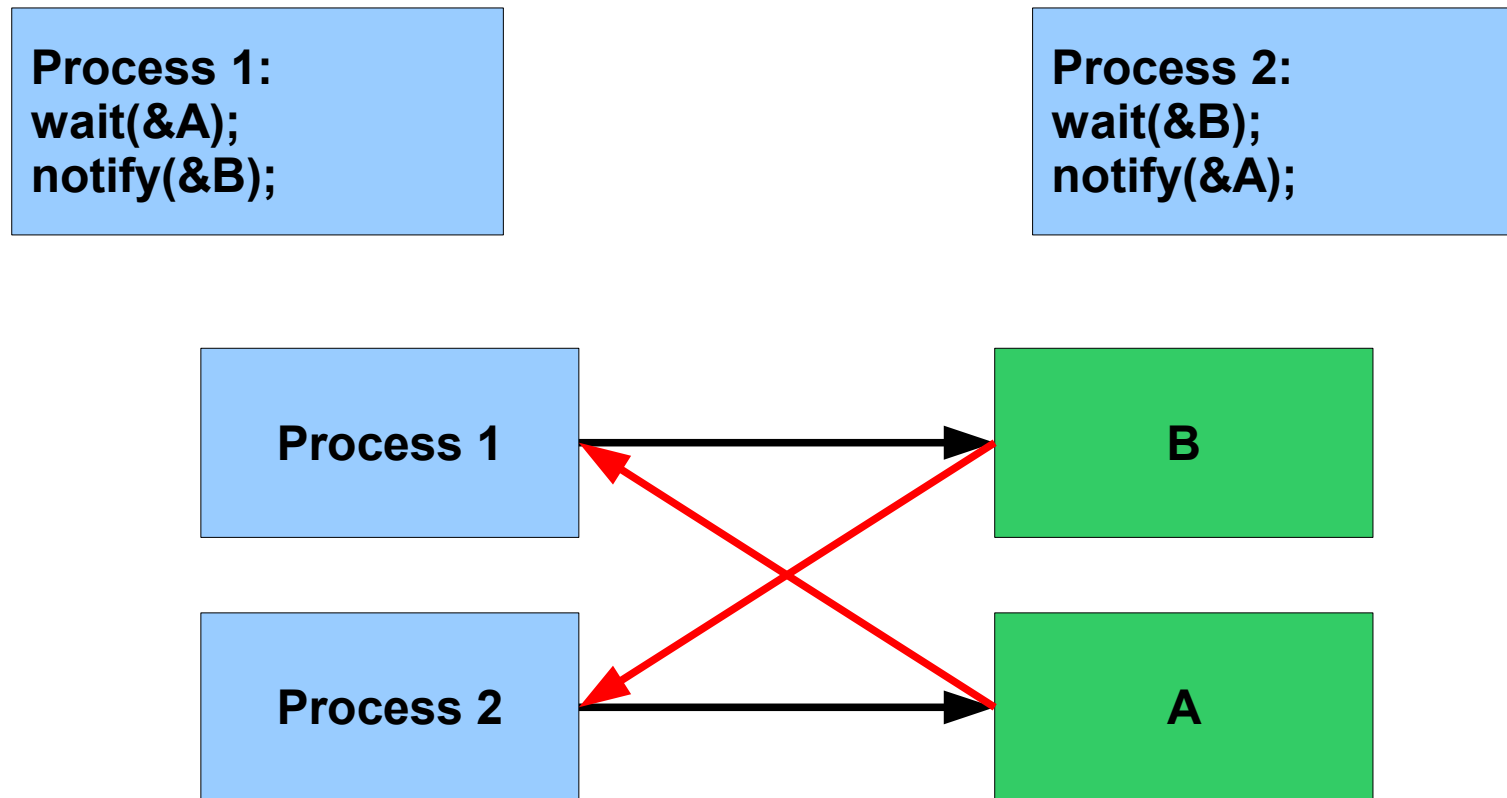 Process 1:
wait(&A);
notify(&B);
Process 2:
wait(&B);
notify(&A);
Process 1
B
Process 2
A